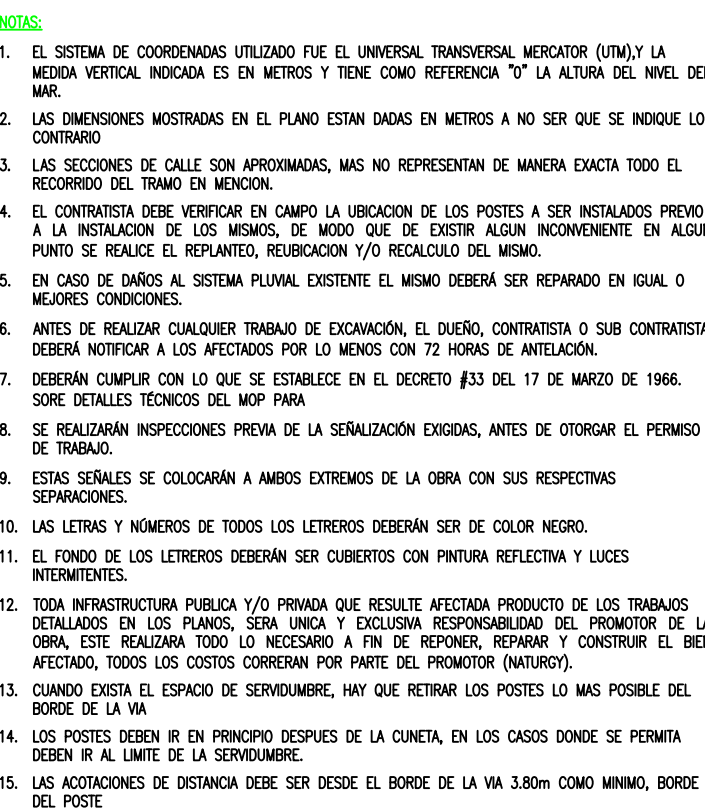 NOTAS:
1. EL SISTEMA DE COORDENADAS UTILIZADO FUE EL UNIVERSAL TRANSVERSAL MERCATOR (UTM),Y LA
MEDIDA VERTICAL INDICADA ES EN METROS Y TIENE COMO REFERENCIA "0" LA ALTURA DEL NIVEL DEL
MAR.
2. LAS DIMENSIONES MOSTRADAS EN EL PLANO ESTAN DADAS EN METROS A NO SER QUE SE INDIQUE LO
CONTRARIO
3. LAS SECCIONES DE CALLE SON APROXIMADAS, MAS NO REPRESENTAN DE MANERA EXACTA TODO EL
RECORRIDO DEL TRAMO EN MENCION.
4. EL CONTRATISTA DEBE VERIFICAR EN CAMPO LA UBICACION DE LOS POSTES A SER INSTALADOS PREVIO
A LA INSTALACION DE LOS MISMOS, DE MODO QUE DE EXISTIR ALGUN INCONVENIENTE EN ALGUN
PUNTO SE REALICE EL REPLANTEO, REUBICACION Y/O RECALCULO DEL MISMO.
5. EN CASO DE DAÑOS AL SISTEMA PLUVIAL EXISTENTE EL MISMO DEBERÁ SER REPARADO EN IGUAL O
MEJORES CONDICIONES.
6. ANTES DE REALIZAR CUALQUIER TRABAJO DE EXCAVACIÓN, EL DUEÑO, CONTRATISTA O SUB CONTRATISTA
DEBERÁ NOTIFICAR A LOS AFECTADOS POR LO MENOS CON 72 HORAS DE ANTELACIÓN.
7. DEBERÁN CUMPLIR CON LO QUE SE ESTABLECE EN EL DECRETO #33 DEL 17 DE MARZO DE 1966.
SORE DETALLES TÉCNICOS DEL MOP PARA
8. SE REALIZARÁN INSPECCIONES PREVIA DE LA SEÑALIZACIÓN EXIGIDAS, ANTES DE OTORGAR EL PERMISO
DE TRABAJO.
9. ESTAS SEÑALES SE COLOCARÁN A AMBOS EXTREMOS DE LA OBRA CON SUS RESPECTIVAS
SEPARACIONES.
10. LAS LETRAS Y NÚMEROS DE TODOS LOS LETREROS DEBERÁN SER DE COLOR NEGRO.
11. EL FONDO DE LOS LETREROS DEBERÁN SER CUBIERTOS CON PINTURA REFLECTIVA Y LUCES
INTERMITENTES.
12. TODA INFRASTRUCTURA PUBLICA Y/O PRIVADA QUE RESULTE AFECTADA PRODUCTO DE LOS TRABAJOS
DETALLADOS EN LOS PLANOS, SERA UNICA Y EXCLUSIVA RESPONSABILIDAD DEL PROMOTOR DE LA
OBRA, ESTE REALIZARA TODO LO NECESARIO A FIN DE REPONER, REPARAR Y CONSTRUIR EL BIEN
AFECTADO, TODOS LOS COSTOS CORRERAN POR PARTE DEL PROMOTOR (NATURGY).
13. CUANDO EXISTA EL ESPACIO DE SERVIDUMBRE, HAY QUE RETIRAR LOS POSTES LO MAS POSIBLE DEL
BORDE DE LA VIA
14. LOS POSTES DEBEN IR EN PRINCIPIO DESPUES DE LA CUNETA, EN LOS CASOS DONDE SE PERMITA
DEBEN IR AL LIMITE DE LA SERVIDUMBRE.
15. LAS ACOTACIONES DE DISTANCIA DEBE SER DESDE EL BORDE DE LA VIA 3.80m COMO MINIMO, BORDE
DEL POSTE